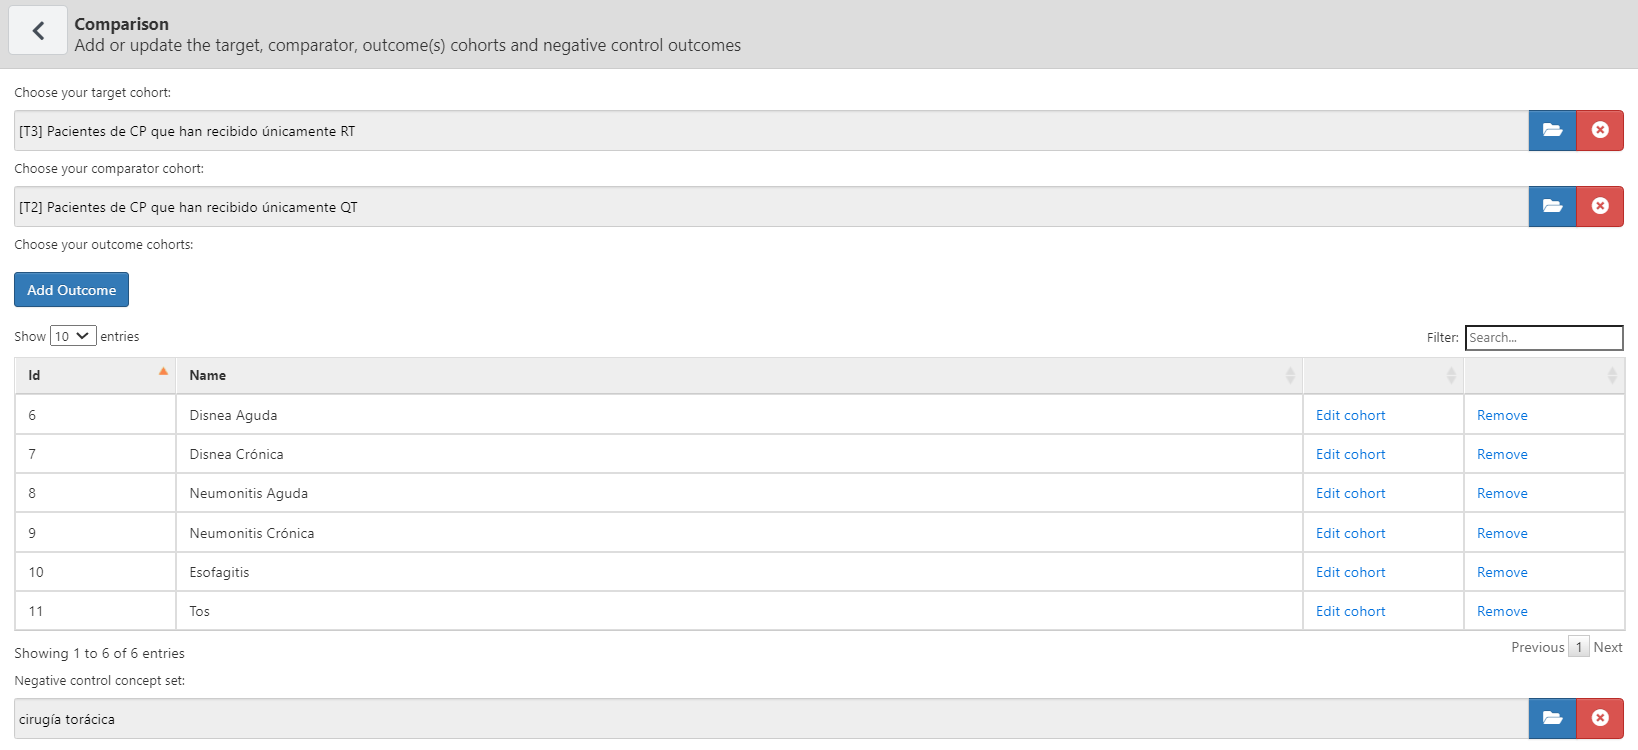 Comparison
Add or update the target, comparator, outcome(s) cohorts and negative control outcomes
Choose your target cohort:
[T3] Pacientes de CP que han recibido únicamente RT
Choose your comparator cohort:
[T2] Pacientes de CP que han recibido únicamente QT
Choose your outcome cohorts:
Add Outcome
Show 10 entries Filter: Search...
Id Name
6 Disnea Aguda Edit cohort Remove
7 Disnea Crónica Edit cohort Remove
8 Neumonitis Aguda Edit cohort Remove
9 Neumonitis Crónica Edit cohort Remove
10 Esofagitis Edit cohort Remove
11 Tos Edit cohort Remove
Showing 1 to 6 of 6 entries Previous 1 Next
Negative control concept set:
cirugía torácica